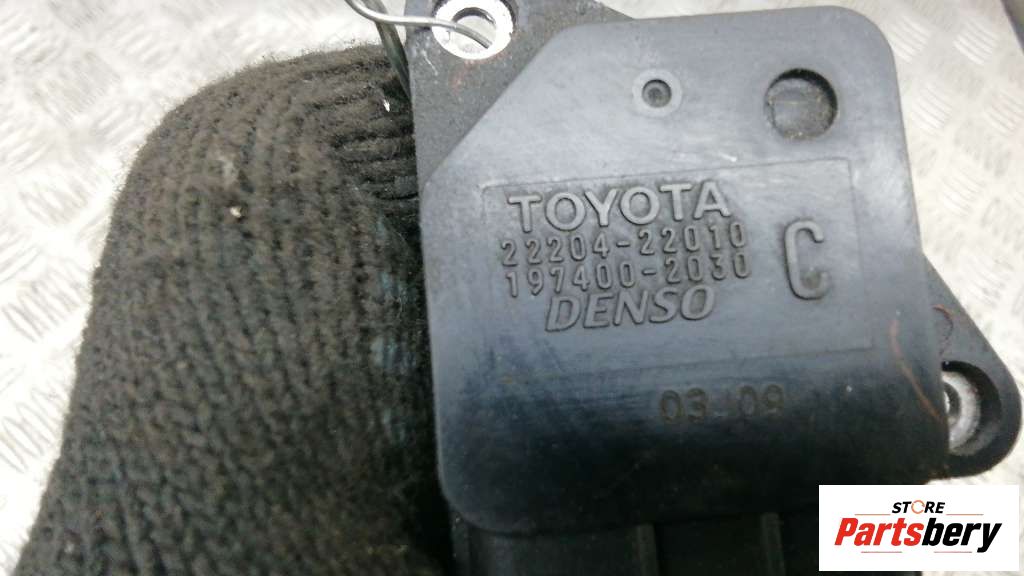 TOYOTA
22204-22010
197400-2030
C
DENSO
03 09
STORE
Partsbery